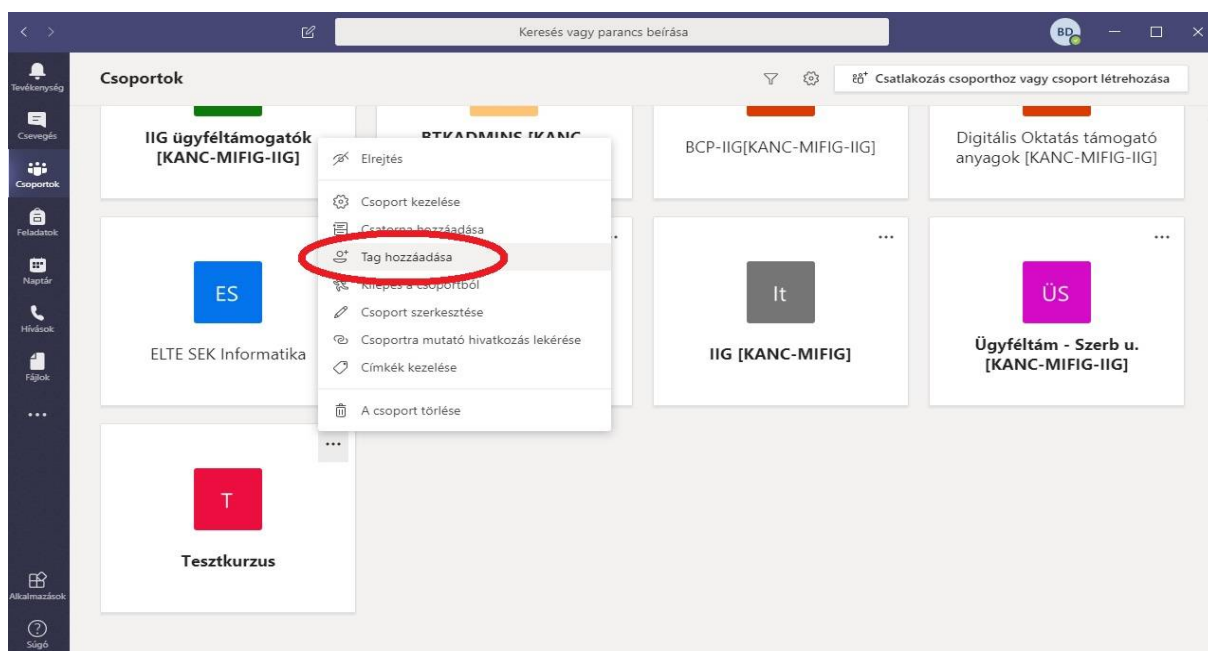 Keresés vagy parancs beírása
BD
Tevékenység
Csevegés
Csoportok
Feladatok
Naptár
Hívások
Fájlok
Alkalmazások
Súgó
Csoportok
Csatlakozás csoporthoz vagy csoport létrehozása
IIG ügyféltámogatók
[KANC-MIFIG-IIG]
BTKADMINS [KANC
BCP-IIG[KANC-MIFIG-IIG]
Digitális Oktatás támogató
anyagok [KANC-MIFIG-IIG]
Elrejtés
Csoport kezelése
Csatorna hozzáadása
Tag hozzáadása
Kilépés a csoportból
Csoport szerkesztése
Csoportra mutató hivatkozás lekérése
Címkék kezelése
A csoport törlése
ES
ELTE SEK Informatika
It
IIG [KANC-MIFIG]
ÜS
Ügyféltám - Szerb u.
[KANC-MIFIG-IIG]
T
Tesztkurzus